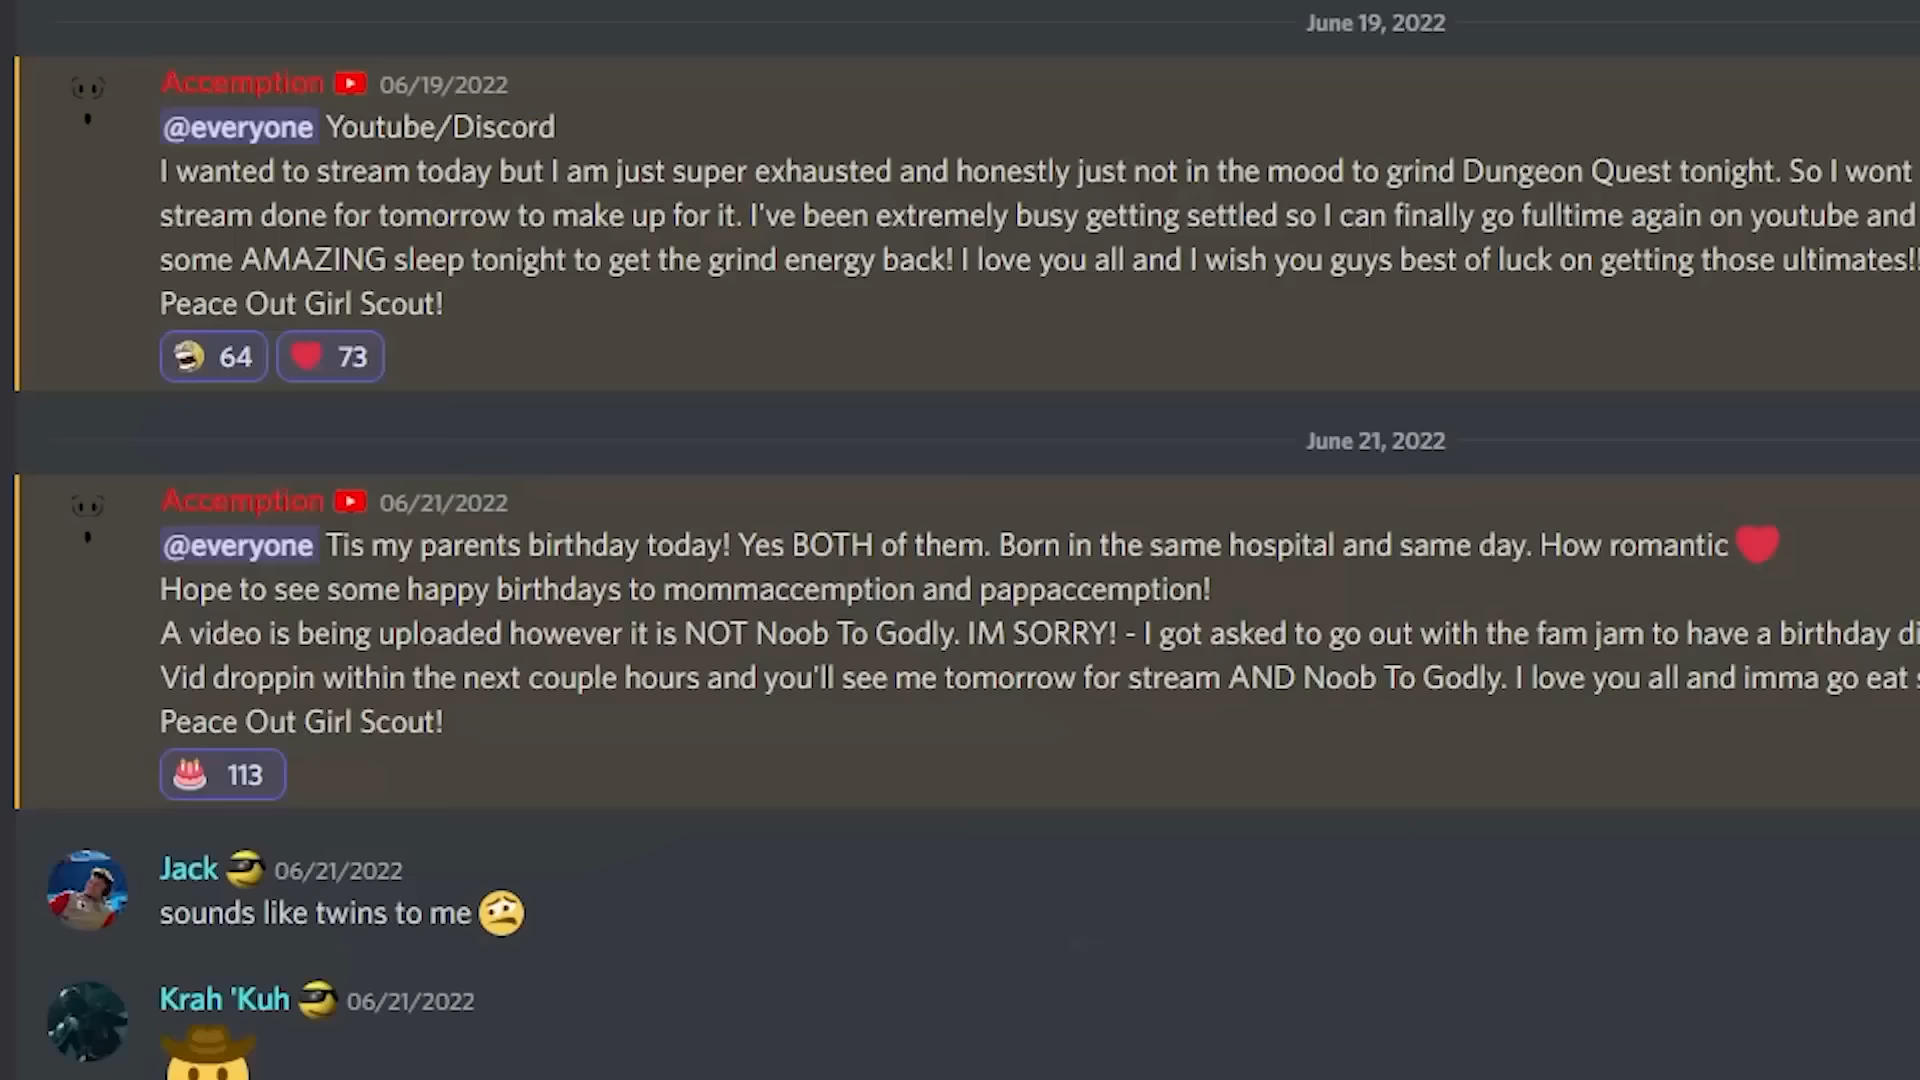 June 19, 2022
Accemption 06/19/2022
@everyone Youtube/Discord
I wanted to stream today but I am just super exhausted and honestly just not in the mood to grind Dungeon Quest tonight. So I wont
stream done for tomorrow to make up for it. I've been extremely busy getting settled so I can finally go fulltime again on youtube and
some AMAZING sleep tonight to get the grind energy back! I love you all and I wish you guys best of luck on getting those ultimates!!
Peace Out Girl Scout!
64 73
June 21, 2022
Accemption 06/21/2022
@everyone Tis my parents birthday today! Yes BOTH of them. Born in the same hospital and same day. How romantic
Hope to see some happy birthdays to mommaccemption and pappaccemption!
A video is being uploaded however it is NOT Noob To Godly. IM SORRY! - I got asked to go out with the fam jam to have a birthday
Vid droppin within the next couple hours and you'll see me tomorrow for stream AND Noob To Godly. I love you all and imma go eat
Peace Out Girl Scout!
113
Jack 06/21/2022
sounds like twins to me
Krah 'Kuh 06/21/2022